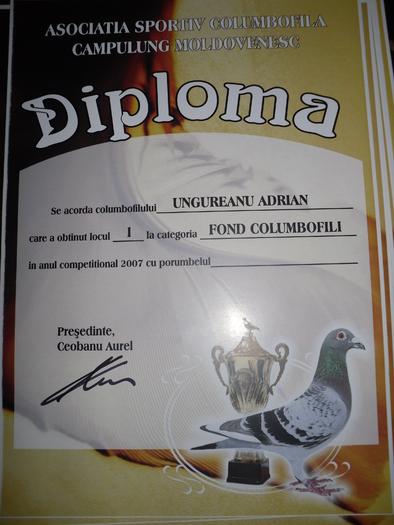 ASOCIATIA SPORTIV COLUMBOFILA
CAMPULUNG MOLDOVENESC
Diploma
Se acorda columbofilului UNGUREANU ADRIAN
care a obtinut locul I la categoria FOND COLUMBOFILI
in anul competitional 2007 cu porumbelul
Preşedinte,
Ceobanu Aurel